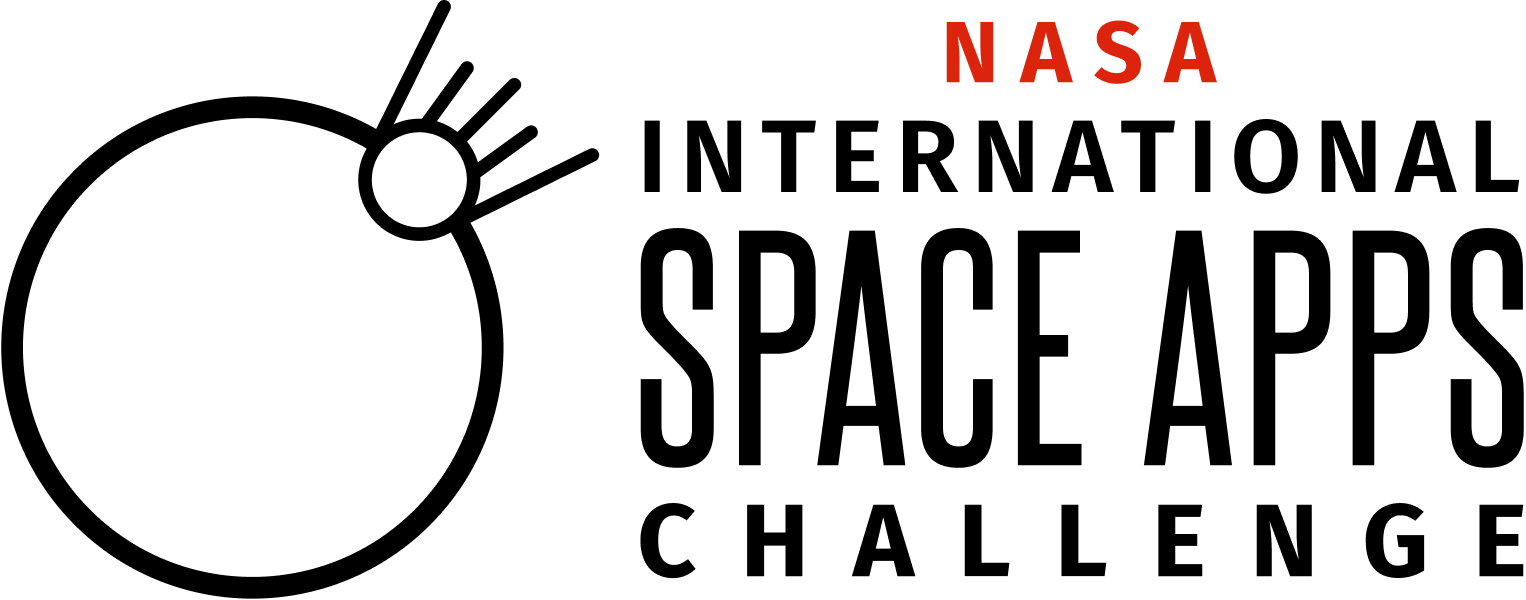 NASA
INTERNATIONAL
SPACE APPS
CHALLENGE